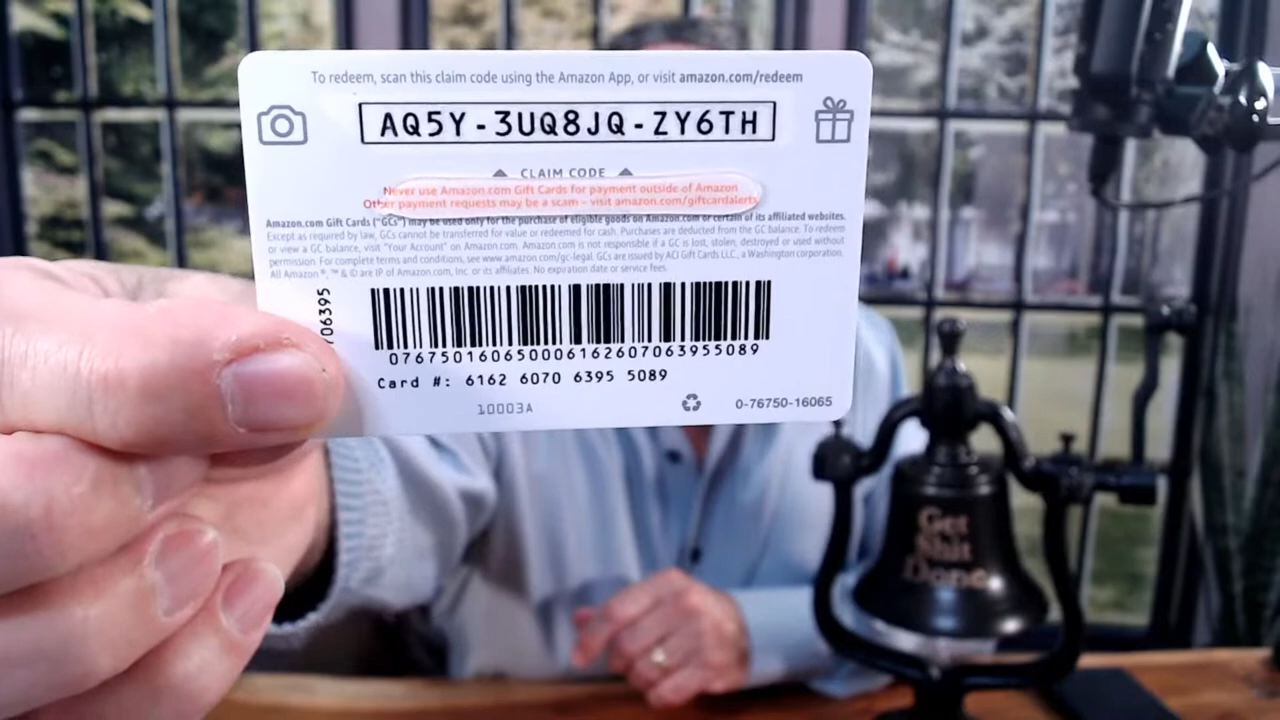 To redeem, scan this claim code using the Amazon App, or visit amazon.com/redeem
AQ5Y-3UQ8JQ-ZY6TH
CLAIM CODE
Never use Amazon.com Gift Cards for payment outside of Amazon
Other payment requests may be a scam – visit amazon.com/giftcardalerts
Amazon.com Gift Cards ("GCs") may be used only for the purchase of eligible goods on Amazon.com or certain of its affiliated websites.
Except as required by law, GCs cannot be transferred for value or redeemed for cash. Purchases are deducted from the GC balance. To redeem
or view a GC balance, visit "Your Account" on Amazon.com. Amazon.com is not responsible if a GC is lost, stolen, destroyed or used without
permission. For complete terms and conditions, see www.amazon.com/gc-legal. GCs are issued by ACI Gift Cards LLC, a Washington corporation.
All Amazon ®, ™ & © are IP of Amazon.com, Inc. or its affiliates. No expiration date or service fees.
706395
076750160650006162607063955089
Card #: 6162 6070 6395 5089
10003A
0-76750-16065
Get
Shit
Done